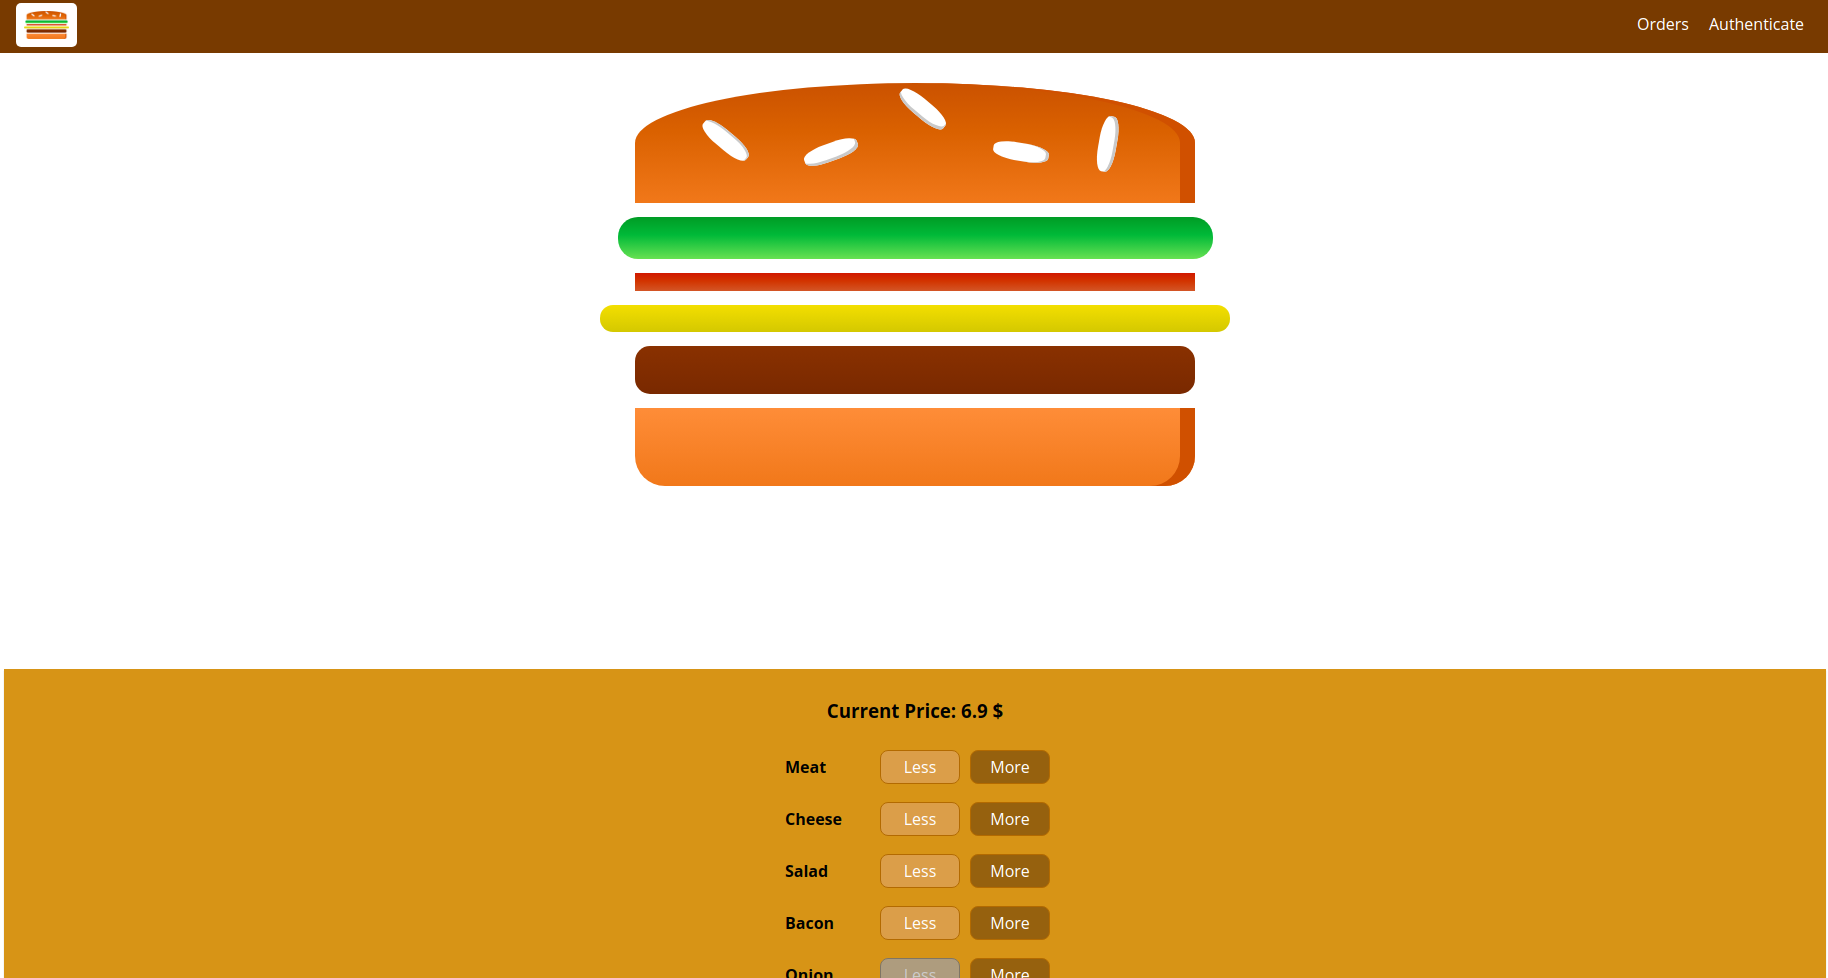 Orders Authenticate
Current Price: 6.9 $
Meat Less More
Cheese Less More
Salad Less More
Bacon Less More
Onion Less More